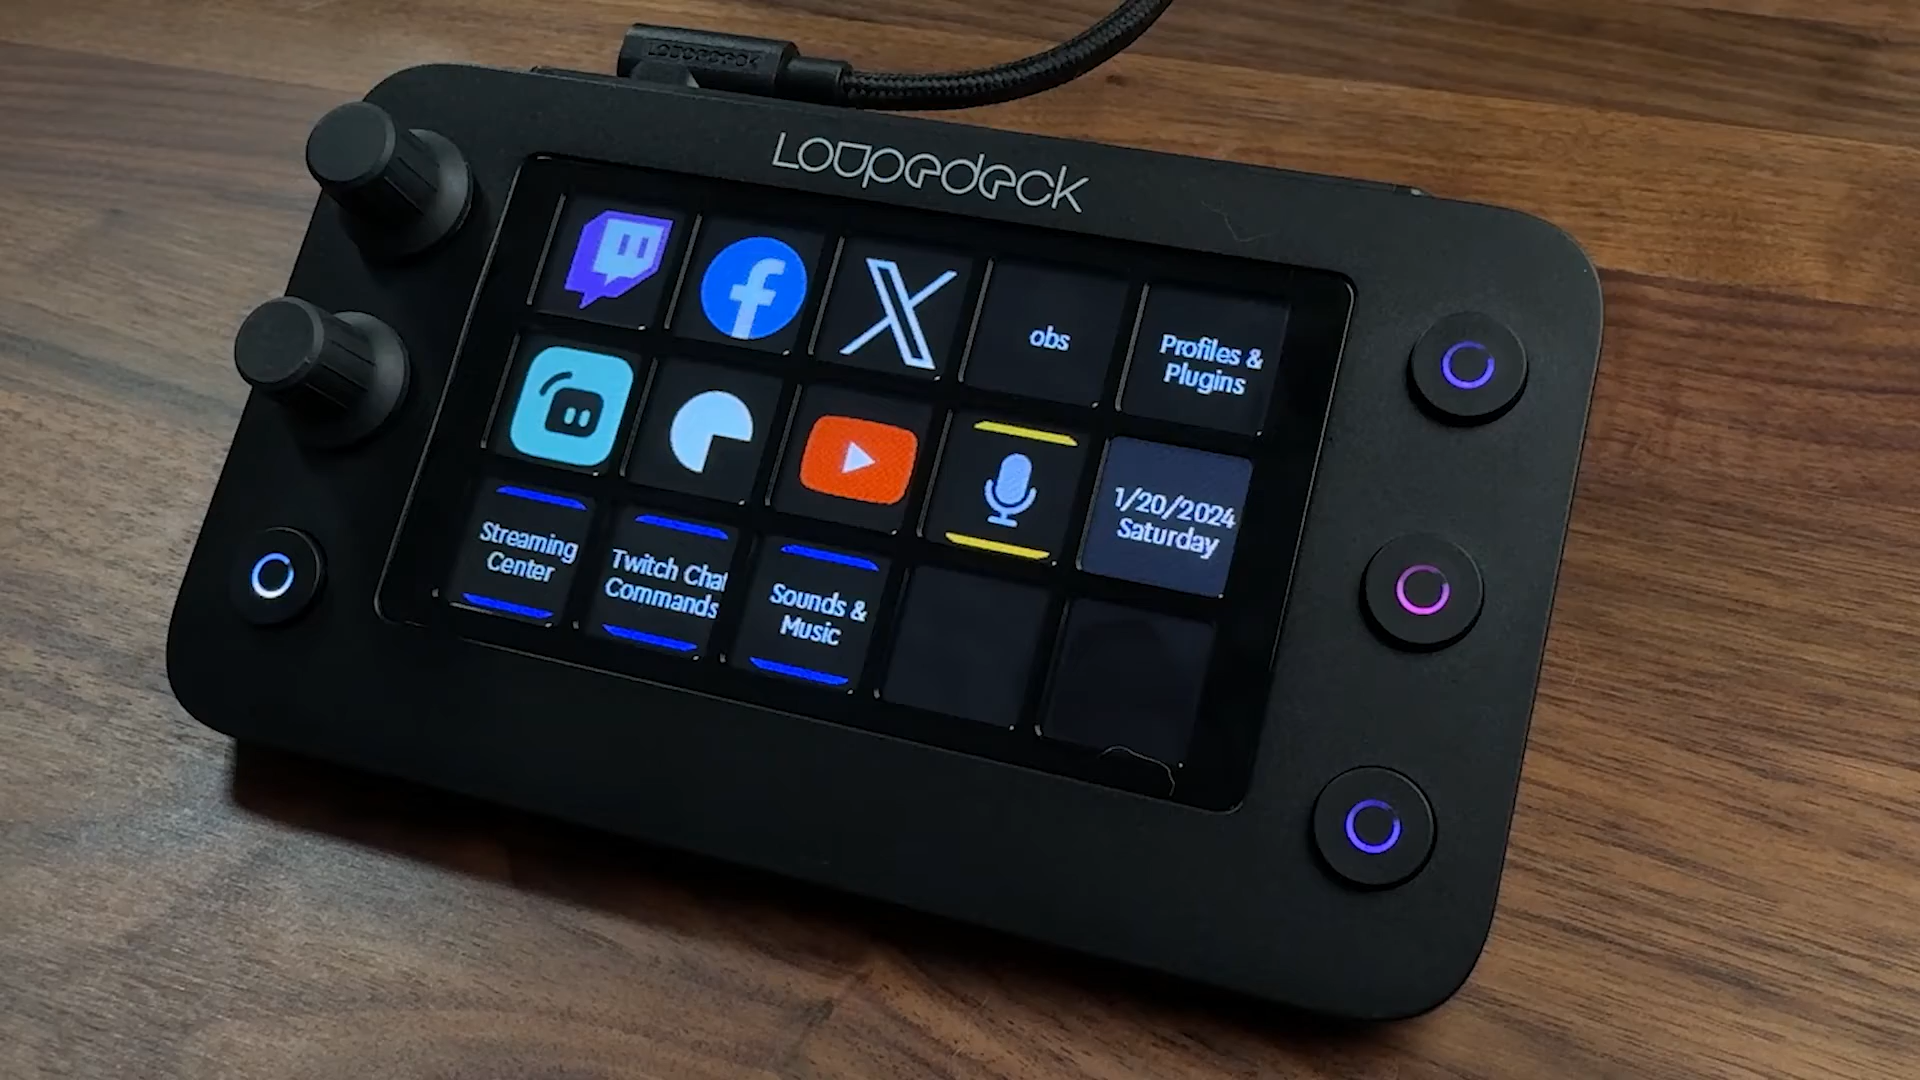 LOUPEDECK
Loupedeck
obs
Profiles &
Plugins
1/20/2024
Saturday
Streaming
Center
Twitch Chat
Commands
Sounds &
Music